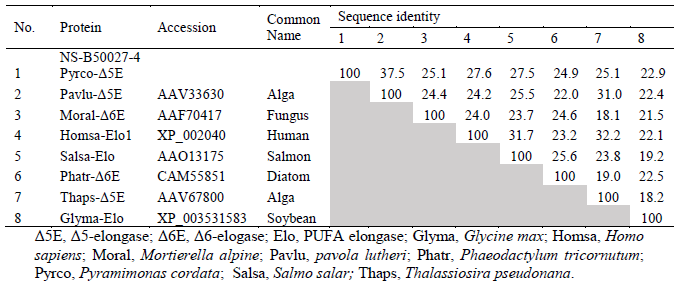 No. Protein Accession Common Name Sequence identity
1 2 3 4 5 6 7 8
NS-B50027-4
1 Pyrco-Δ5E 100 37.5 25.1 27.6 27.5 24.9 25.1 22.9
2 Pavlu-Δ5E AAV33630 Alga 100 24.4 24.2 25.5 22.0 31.0 22.4
3 Moral-Δ6E AAF70417 Fungus 100 24.0 23.7 24.6 18.1 21.5
4 Homsa-Elo1 XP_002040 Human 100 31.7 23.2 32.2 22.1
5 Salsa-Elo AAO13175 Salmon 100 25.6 23.8 19.2
6 Phatr-Δ6E CAM55851 Diatom 100 19.0 22.5
7 Thaps-Δ5E AAV67800 Alga 100 18.2
8 Glyma-Elo XP_003531583 Soybean 100
Δ5E, Δ5-elongase; Δ6E, Δ6-elogase; Elo, PUFA elongase; Glyma, Glycine max; Homsa, Homo
sapiens; Moral, Mortierella alpine; Pavlu, pavola lutheri; Phatr, Phaeodactylum tricornutum;
Pyrco, Pyramimonas cordata; Salsa, Salmo salar; Thaps, Thalassiosira pseudonana.